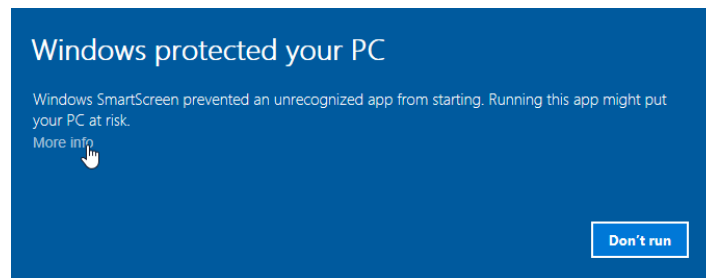 Windows protected your PC
Windows SmartScreen prevented an unrecognized app from starting. Running this app might put
your PC at risk.
More info
Don't run